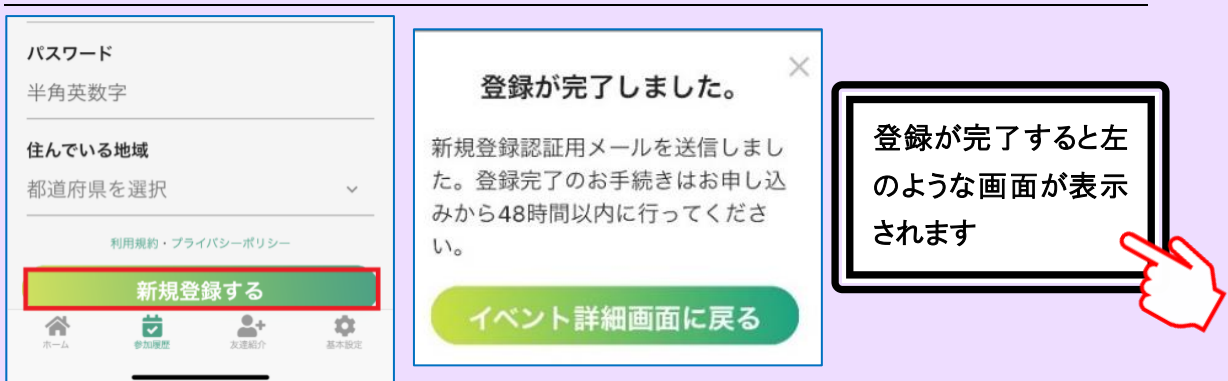 パスワード
半角英数字
住んでいる地域
都道府県を選択
利用規約・プライバシーポリシー
新規登録する
ホーム
参加履歴
友達紹介
基本設定
登録が完了しました。
新規登録認証用メールを送信しまし
た。登録完了のお手続きはお申し込
みから48時間以内に行ってくださ
い。
イベント詳細画面に戻る
登録が完了すると左
のような画面が表示
されます